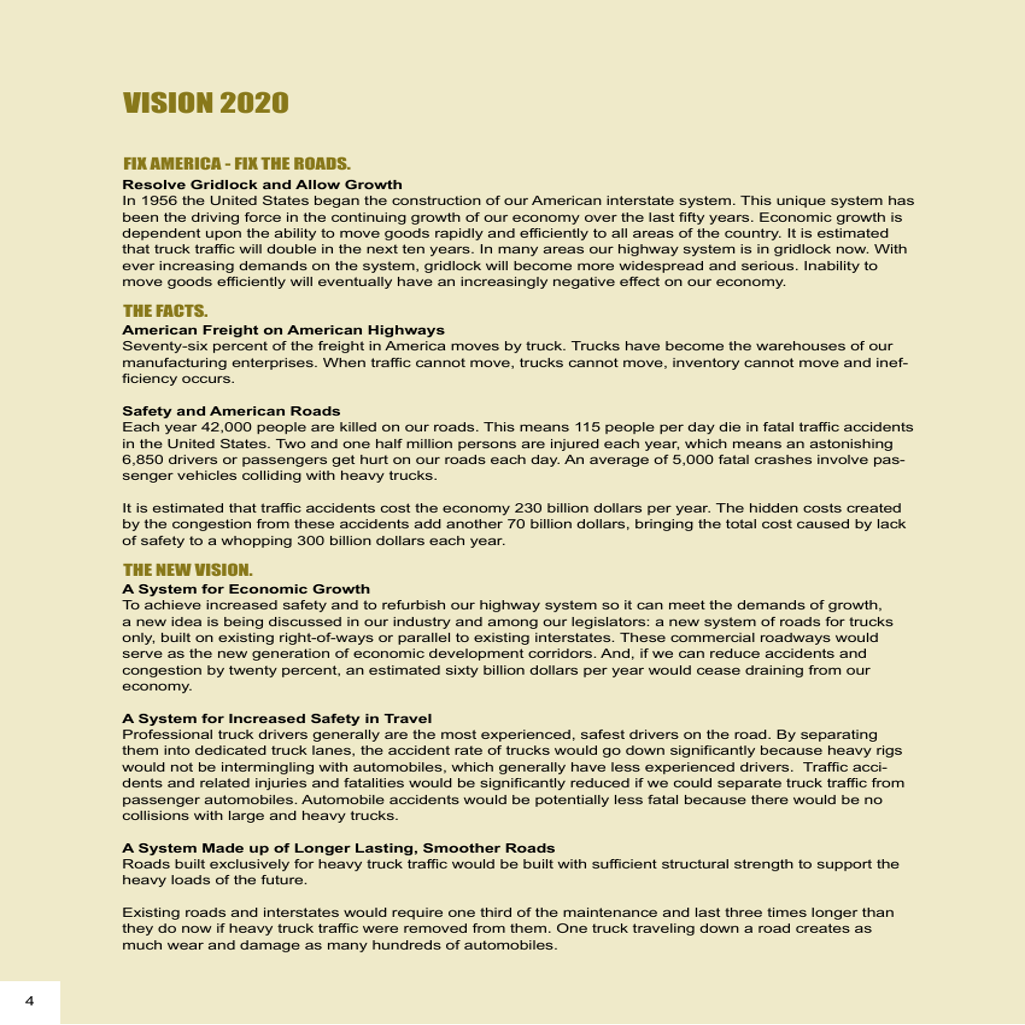 VISION 2020
FIX AMERICA - FIX THE ROADS.
Resolve Gridlock and Allow Growth
In 1956 the United States began the construction of our American interstate system. This unique system has
been the driving force in the continuing growth of our economy over the last fifty years. Economic growth is
dependent upon the ability to move goods rapidly and efficiently to all areas of the country. It is estimated
that truck traffic will double in the next ten years. In many areas our highway system is in gridlock now. With
ever increasing demands on the system, gridlock will become more widespread and serious. Inability to
move goods efficiently will eventually have an increasingly negative effect on our economy.
THE FACTS.
American Freight on American Highways
Seventy-six percent of the freight in America moves by truck. Trucks have become the warehouses of our
manufacturing enterprises. When traffic cannot move, trucks cannot move, inventory cannot move and inef-
ficiency occurs.
Safety and American Roads
Each year 42,000 people are killed on our roads. This means 115 people per day die in fatal traffic accidents
in the United States. Two and one half million persons are injured each year, which means an astonishing
6,850 drivers or passengers get hurt on our roads each day. An average of 5,000 fatal crashes involve pas-
senger vehicles colliding with heavy trucks.
It is estimated that traffic accidents cost the economy 230 billion dollars per year. The hidden costs created
by the congestion from these accidents add another 70 billion dollars, bringing the total cost caused by lack
of safety to a whopping 300 billion dollars each year.
THE NEW VISION.
A System for Economic Growth
To achieve increased safety and to refurbish our highway system so it can meet the demands of growth,
a new idea is being discussed in our industry and among our legislators: a new system of roads for trucks
only, built on existing right-of-ways or parallel to existing interstates. These commercial roadways would
serve as the new generation of economic development corridors. And, if we can reduce accidents and
congestion by twenty percent, an estimated sixty billion dollars per year would cease draining from our
economy.
A System for Increased Safety in Travel
Professional truck drivers generally are the most experienced, safest drivers on the road. By separating
them into dedicated truck lanes, the accident rate of trucks would go down significantly because heavy rigs
would not be intermingling with automobiles, which generally have less experienced drivers.  Traffic acci-
dents and related injuries and fatalities would be significantly reduced if we could separate truck traffic from
passenger automobiles. Automobile accidents would be potentially less fatal because there would be no
collisions with large and heavy trucks.
A System Made up of Longer Lasting, Smoother Roads
Roads built exclusively for heavy truck traffic would be built with sufficient structural strength to support the
heavy loads of the future.
Existing roads and interstates would require one third of the maintenance and last three times longer than
they do now if heavy truck traffic were removed from them. One truck traveling down a road creates as
much wear and damage as many hundreds of automobiles.
4